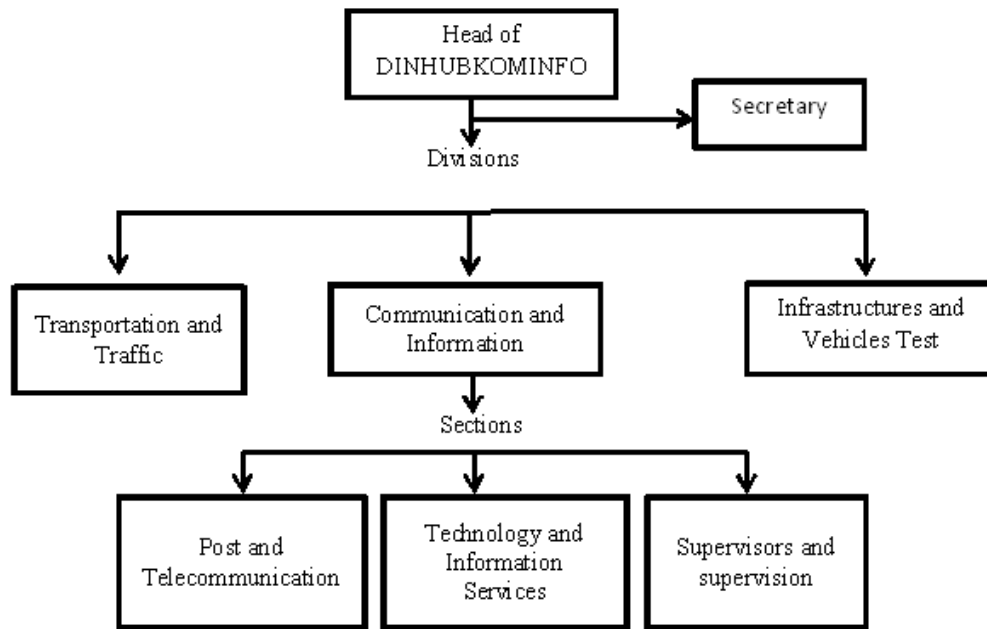 Head of
DINHUBKOMINFO
Secretary
Divisions
Transportation and
Traffic
Communication and
Information
Infrastructures and
Vehicles Test
Sections
Post and
Telecommunication
Technology and
Information
Services
Supervisors and
supervision